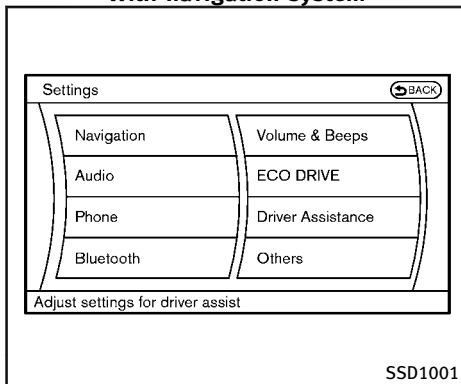 With navigation system
Settings
BACK
Navigation
Volume & Beeps
Audio
ECO DRIVE
Phone
Driver Assistance
Bluetooth
Others
Adjust settings for driver assist
SSD1001